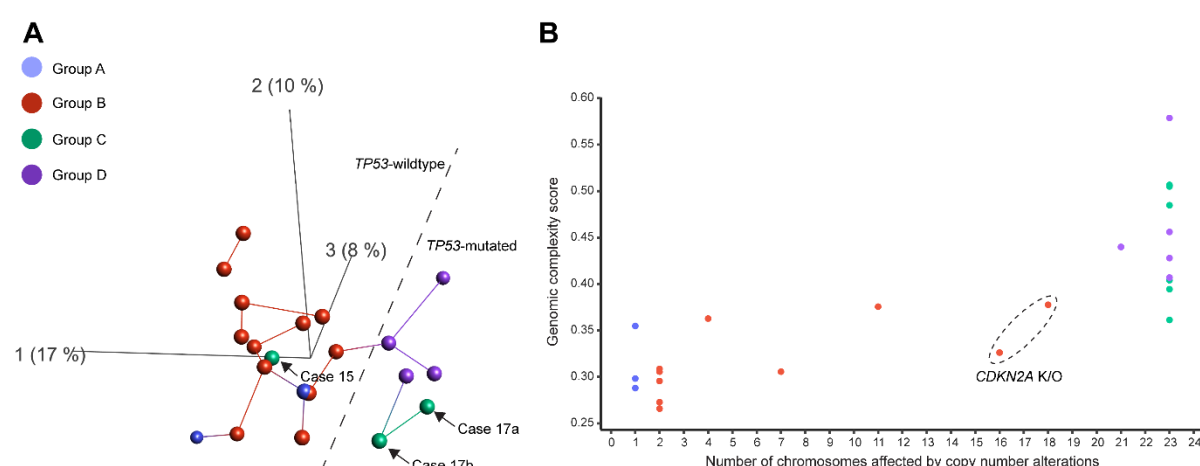 A
B
Group A
Group B
Group C
Group D
2 (10 %)
TP53-wildtype
TP53-mutated
3 (8 %)
1 (17 %)
Case 15
Case 17a
Case 17b
Genomic complexity score
0.60
0.55
0.50
0.45
0.40
0.35
0.30
0.25
CDKN2A K/O
0 1 2 3 4 5 6 7 8 9 10 11 12 13 14 15 16 17 18 19 20 21 22 23 24
Number of chromosomes affected by copy number alterations